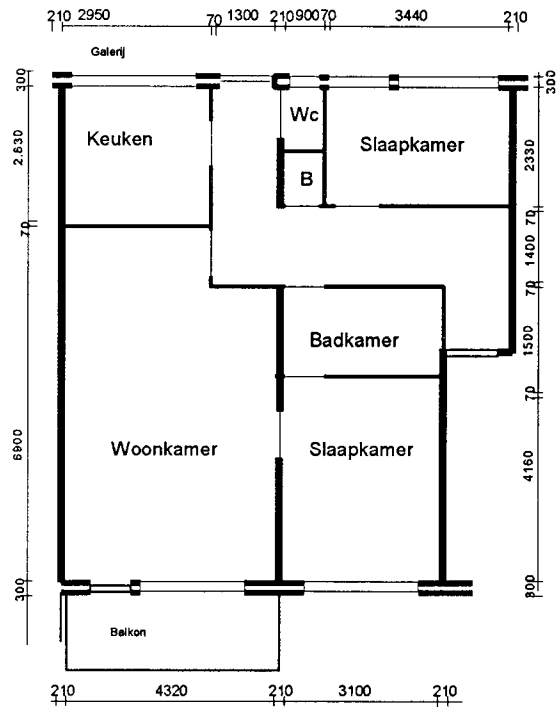 210 2950 70 1300 210 900 70 3440 210
Galerij
300 300
Wc
Keuken Slaapkamer
2.630 2330
B
70 70
1400
70
Badkamer 1500
70
Woonkamer Slaapkamer
6900 4160
300 300
Balkon
210 4320 210 3100 210